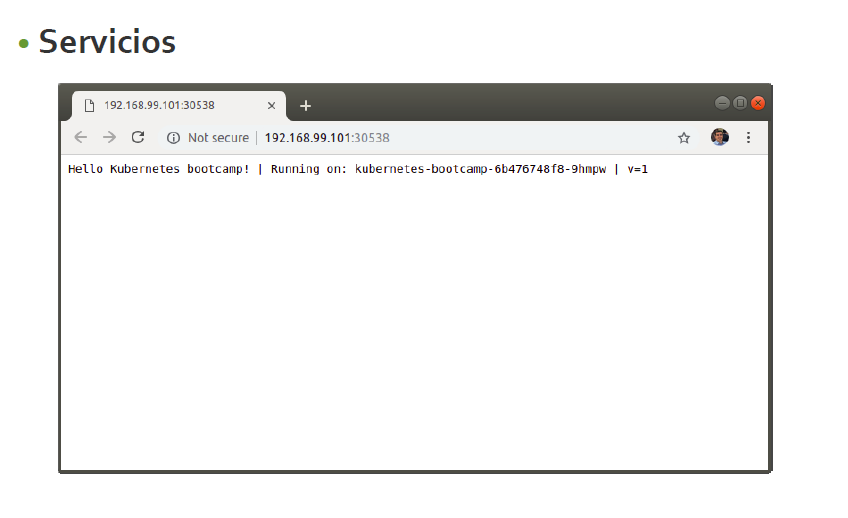 • Servicios
192.168.99.101:30538
Not secure | 192.168.99.101:30538
Hello Kubernetes bootcamp! | Running on: kubernetes-bootcamp-6b476748f8-9hmpw | v=1